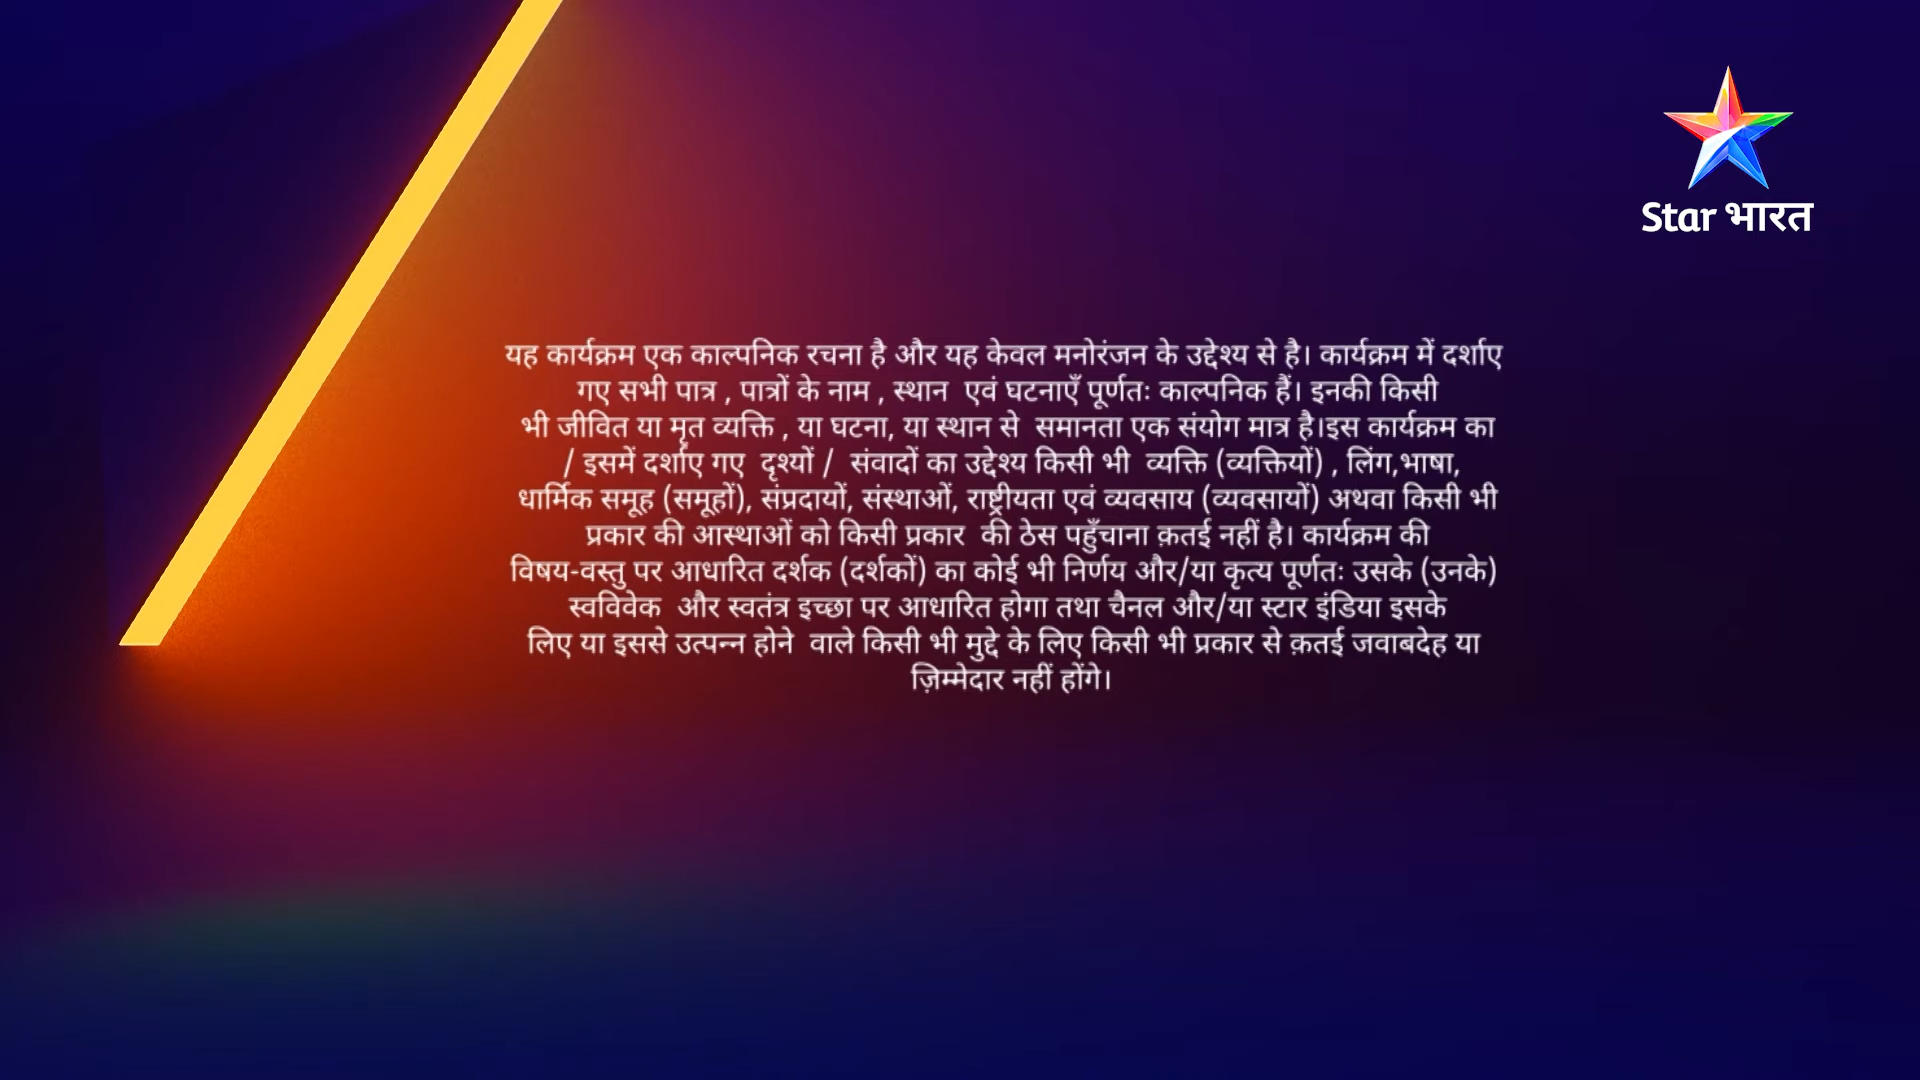 Star भारत
यह कार्यक्रम एक काल्पनिक रचना है और यह केवल मनोरंजन के उद्देश्य से है। कार्यक्रम में दर्शाए
गए सभी पात्र , पात्रों के नाम , स्थान  एवं घटनाएँ पूर्णतः काल्पनिक हैं। इनकी किसी
भी जीवित या मृत व्यक्ति , या घटना, या स्थान से  समानता एक संयोग मात्र है।इस कार्यक्रम का
/ इसमें दर्शाए गए  दृश्यों /  संवादों का उद्देश्य किसी भी  व्यक्ति (व्यक्तियों) , लिंग,भाषा,
धार्मिक समूह (समूहों), संप्रदायों, संस्थाओं, राष्ट्रीयता एवं व्यवसाय (व्यवसायों) अथवा किसी भी
प्रकार की आस्थाओं को किसी प्रकार  की ठेस पहुँचाना क़तई नहीं है। कार्यक्रम की
विषय-वस्तु पर आधारित दर्शक (दर्शकों) का कोई भी निर्णय और/या कृत्य पूर्णतः उसके (उनके)
स्वविवेक  और स्वतंत्र इच्छा पर आधारित होगा तथा चैनल और/या स्टार इंडिया इसके
लिए या इससे उत्पन्न होने  वाले किसी भी मुद्दे के लिए किसी भी प्रकार से क़तई जवाबदेह या
ज़िम्मेदार नहीं होंगे।